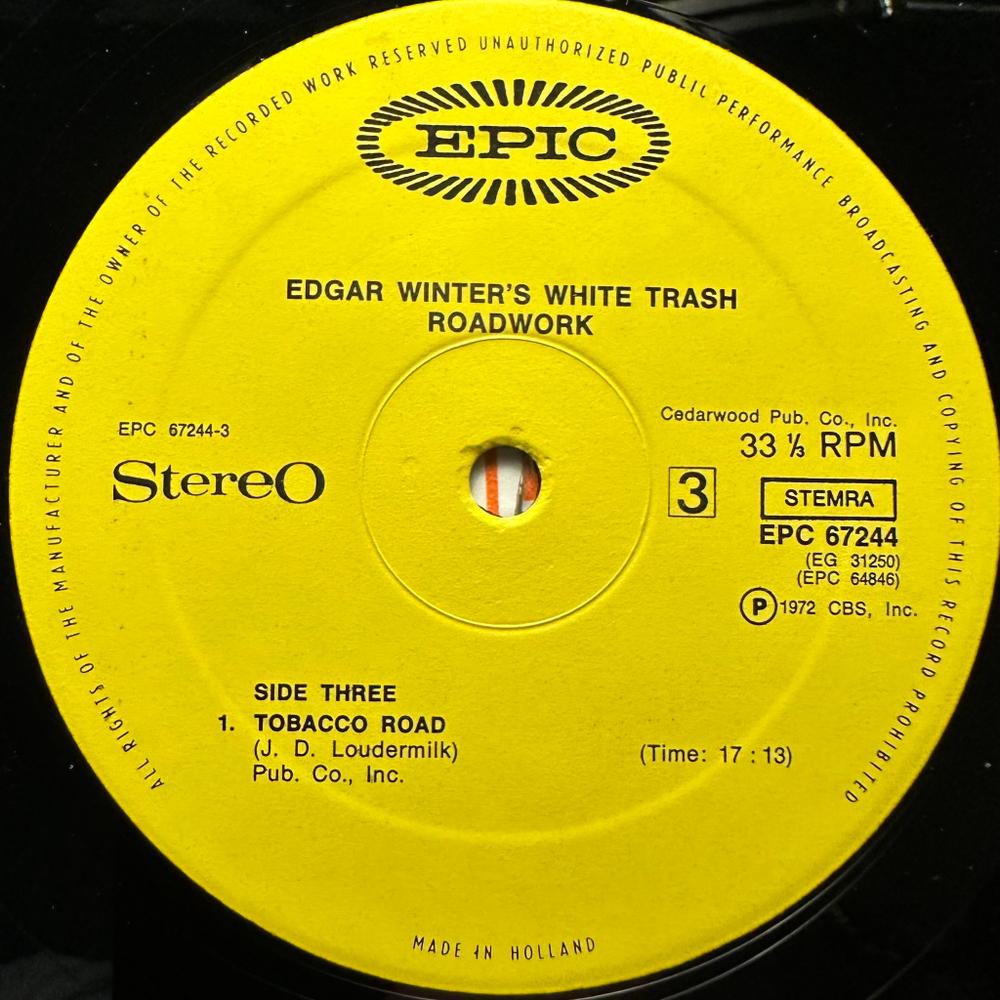 ALL RIGHTS OF THE MANUFACTURER AND OF THE OWNER OF THE RECORDED WORK RESERVED UNAUTHORIZED PUBLIC PERFORMANCE BROADCASTING AND COPYING OF THIS RECORD PROHIBITED
EPIC
EDGAR WINTER'S WHITE TRASH
ROADWORK
EPC 67244-3
Stereo
Cedarwood Pub. Co., Inc.
33 ⅓ RPM
3
STEMRA
EPC 67244
(EG 31250)
(EPC 64846)
Ⓟ1972 CBS, Inc.
SIDE THREE
1. TOBACCO ROAD
(J. D. Loudermilk)
Pub. Co., Inc.
(Time: 17 : 13)
MADE IN HOLLAND